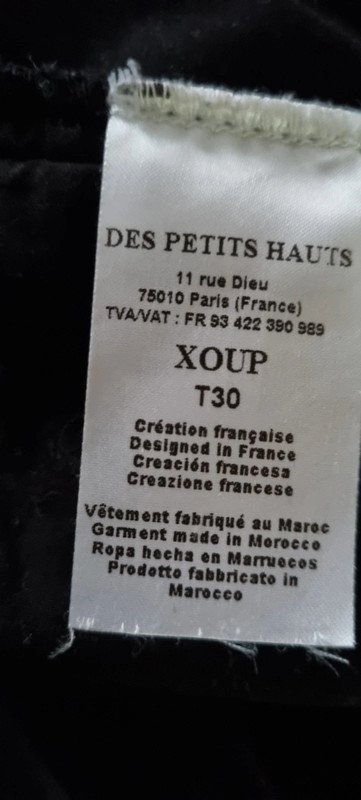 DES PETITS HAUTS
11 rue Dieu
75010 Paris (France)
TVA/VAT : FR 93 422 390 989
XOUP
T30
Création française
Designed in France
Creación francesa
Creazione francese
Vêtement fabriqué au Maroc
Garment made in Morocco
Ropa hecha en Marruecos
Prodotto fabbricato in
Marocco